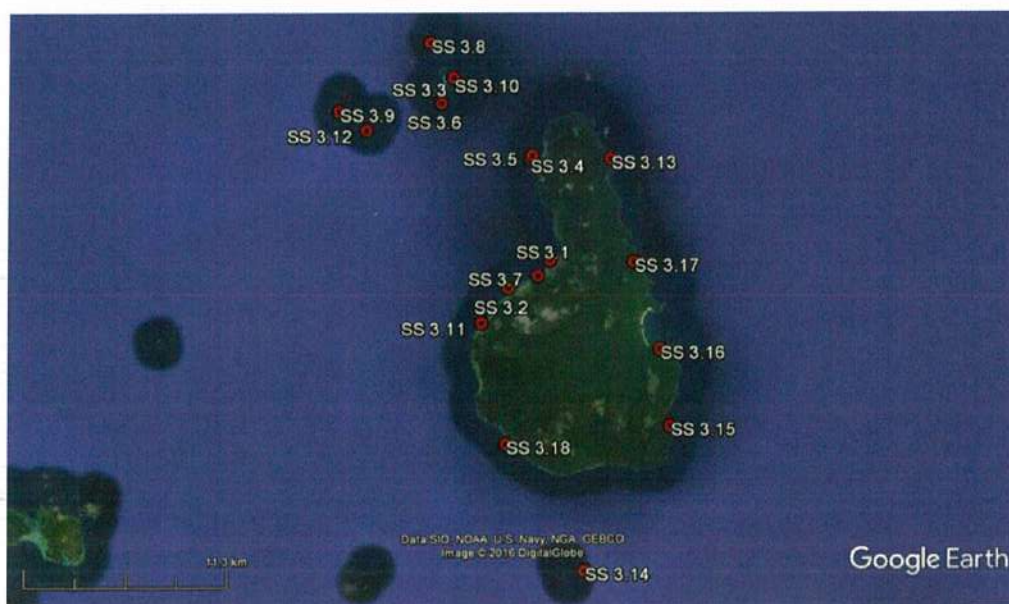 SS 3.8
SS 3.10
SS 3.3
SS 3.9
SS 3.6
SS 3.12
SS 3.5
SS 3.4
SS 3.13
SS 3.1
SS 3.17
SS 3.7
SS 3.2
SS 3.11
SS 3.16
SS 3.15
SS 3.18
Data SIO, NOAA, U.S. Navy, NGA, GEBCO
Image © 2016 DigitalGlobe
Google Earth
11.3 km
SS 3.14